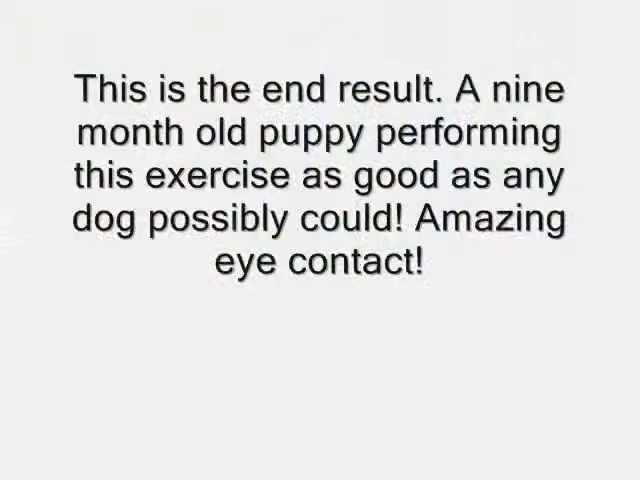 This is the end result. A nine
month old puppy performing
this exercise as good as any
dog possibly could! Amazing
eye contact!